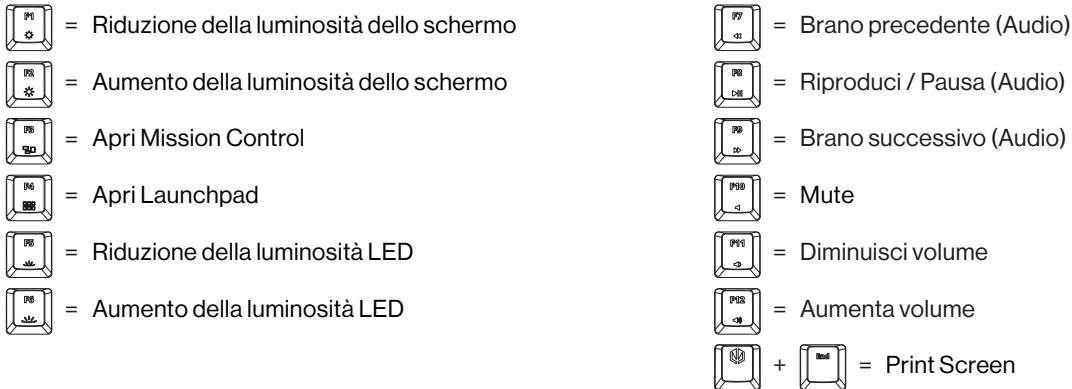 F1 = Riduzione della luminosità dello schermo
F2 = Aumento della luminosità dello schermo
F3 = Apri Mission Control
F4 = Apri Launchpad
F5 = Riduzione della luminosità LED
F6 = Aumento della luminosità LED
F7 = Brano precedente (Audio)
F8 = Riproduci / Pausa (Audio)
F9 = Brano successivo (Audio)
F10 = Mute
F11 = Diminuisci volume
F12 = Aumenta volume
+ End = Print Screen